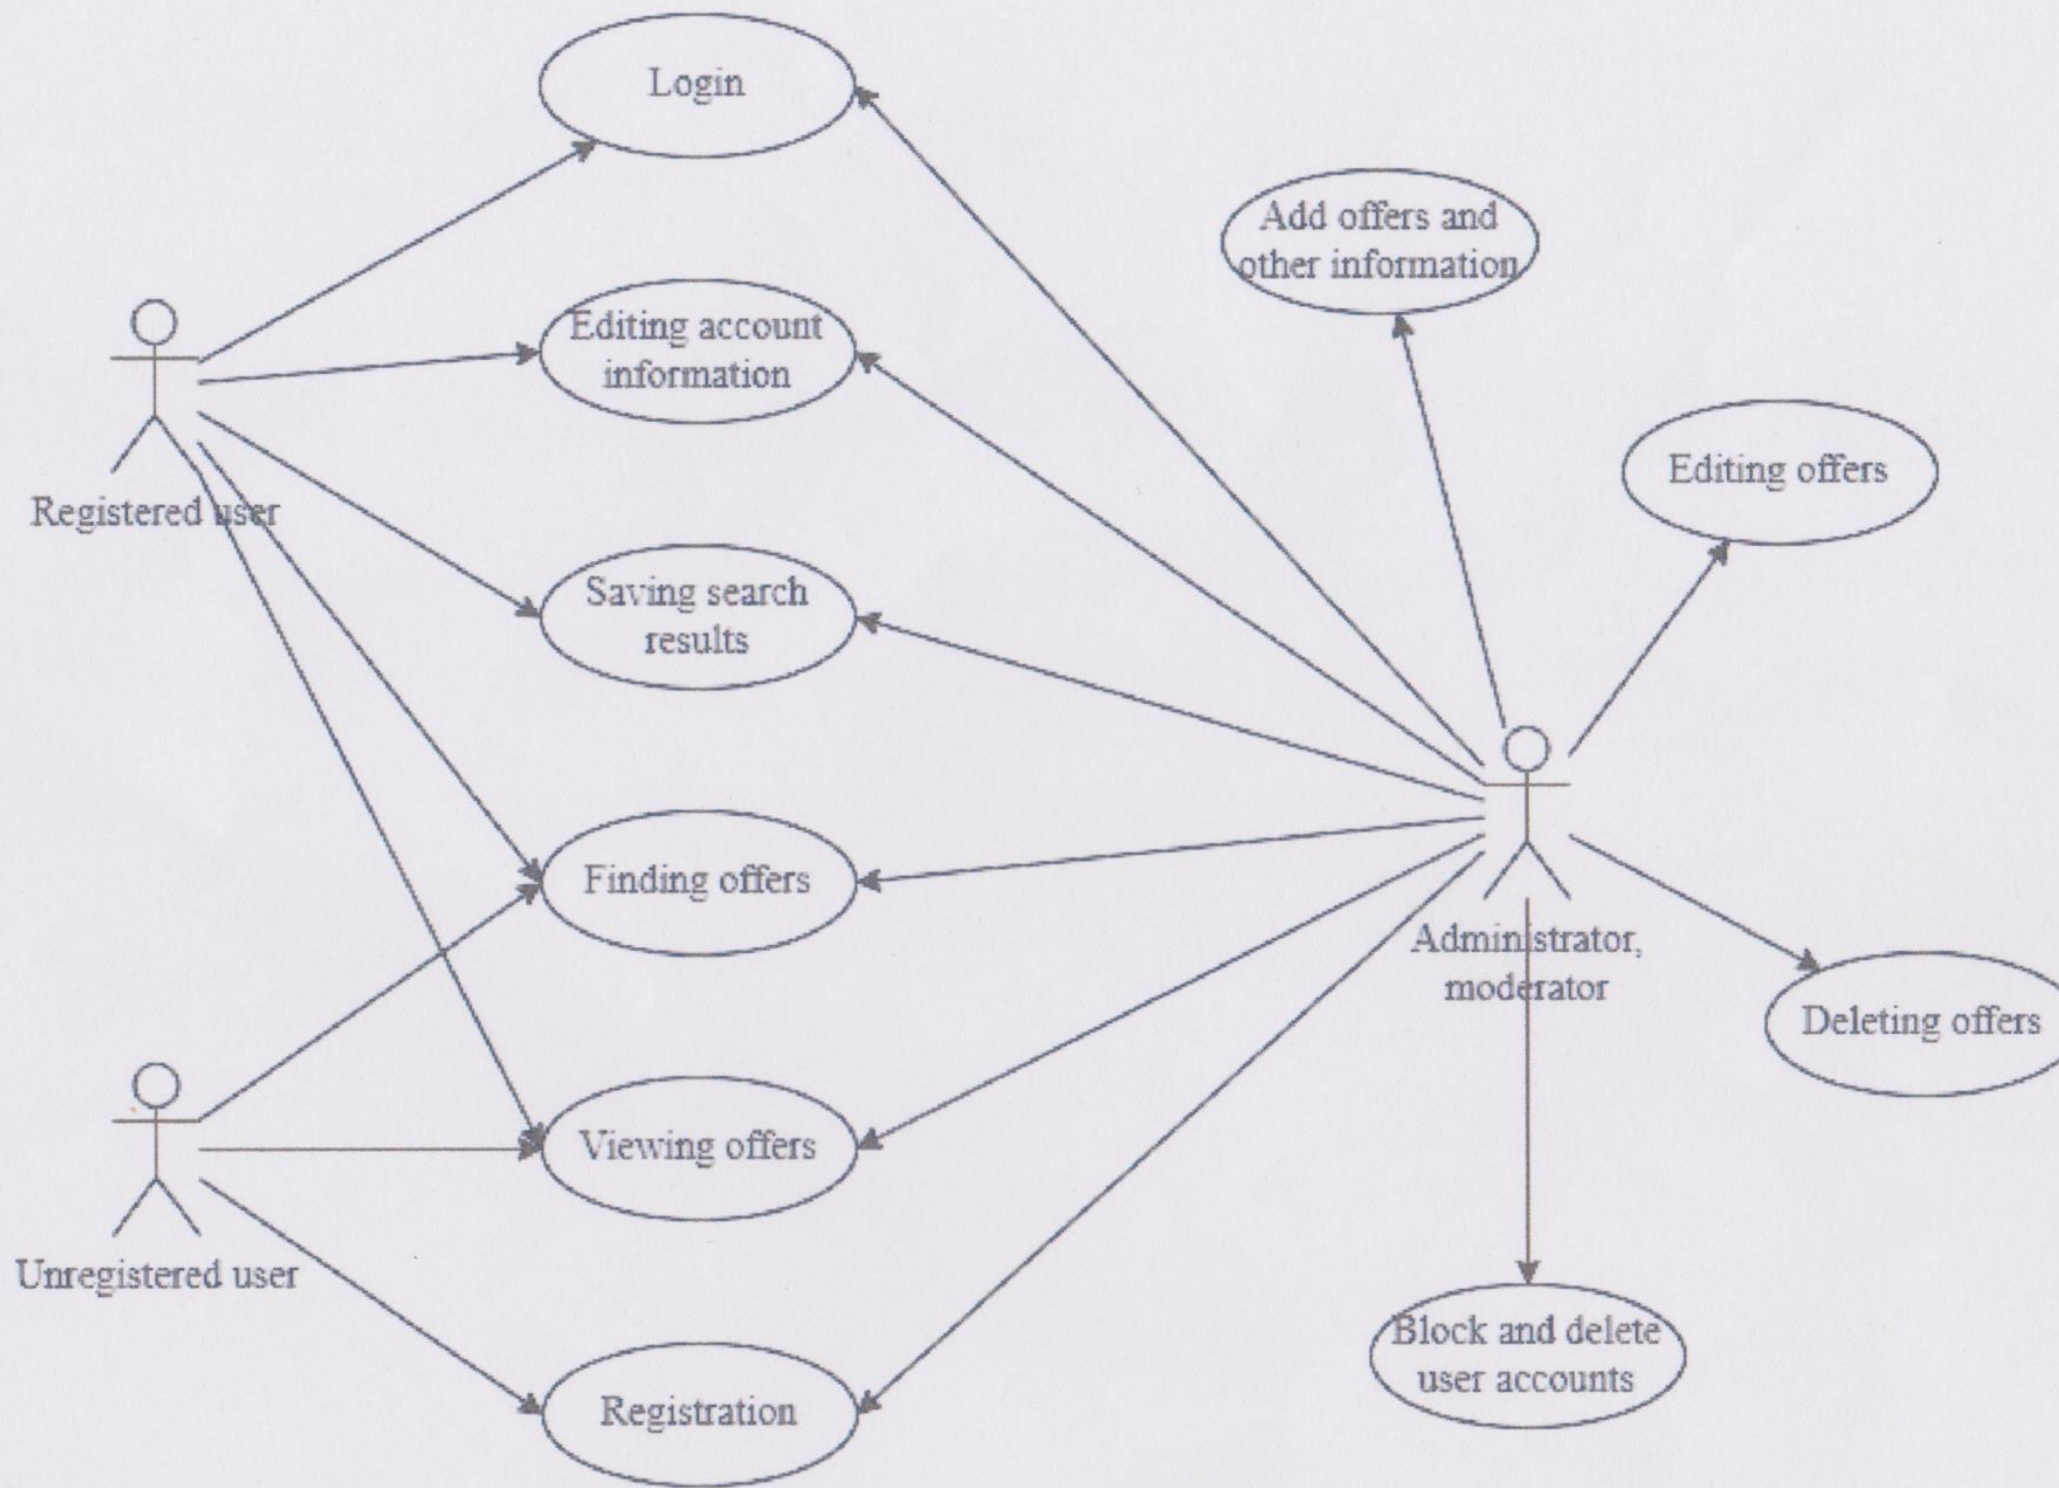 Login
Add offers and
other information
Editing account
information
Editing offers
Registered user
Saving search
results
Finding offers
Administrator,
moderator
Deleting offers
Viewing offers
Unregistered user
Block and delete
user accounts
Registration